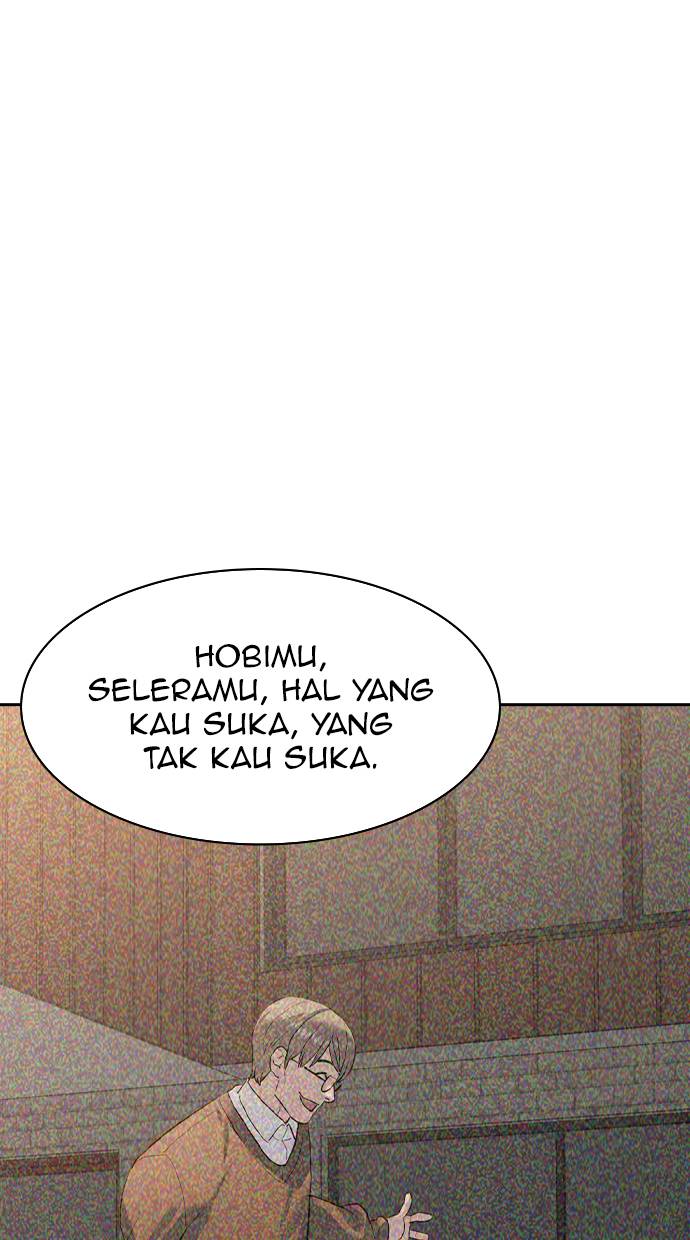 HOBIMU,
SELERAMU, HAL YANG
KAU SUKA, YANG
TAK KAU SUKA.